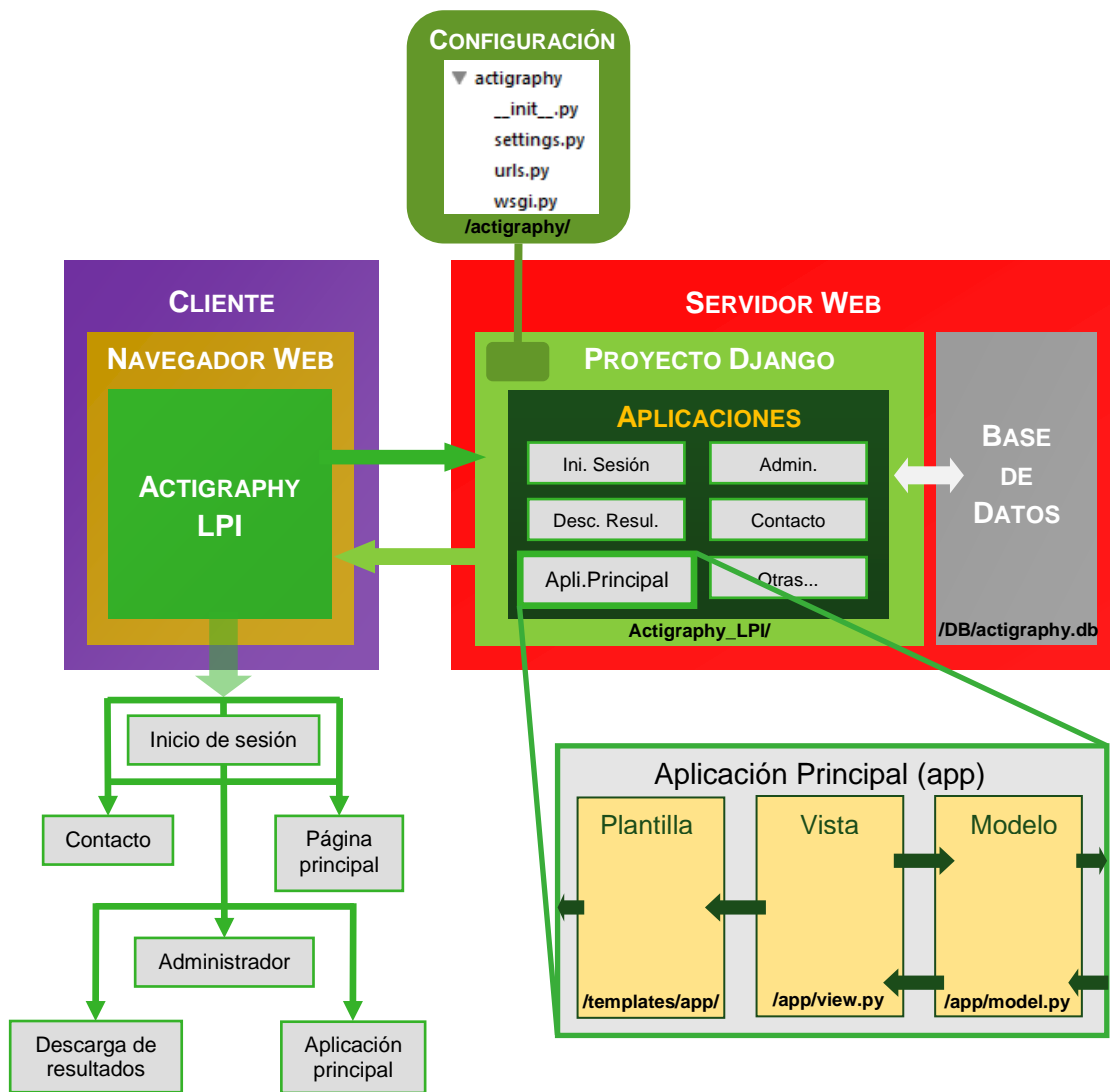 CONFIGURACIÓN
actigraphy
__init__.py
settings.py
urls.py
wsgi.py
/actigraphy/
CLIENTE
NAVEGADOR WEB
ACTIGRAPHY
LPI
SERVIDOR WEB
PROYECTO DJANGO
APLICACIONES
Ini. Sesión
Admin.
Desc. Resul.
Contacto
Apli.Principal
Otras...
Actigraphy_LPI/
BASE
DE
DATOS
/DB/actigraphy.db
Inicio de sesión
Contacto
Página
principal
Administrador
Descarga de
resultados
Aplicación
principal
Aplicación Principal (app)
Plantilla
Vista
Modelo
/templates/app/
/app/view.py
/app/model.py